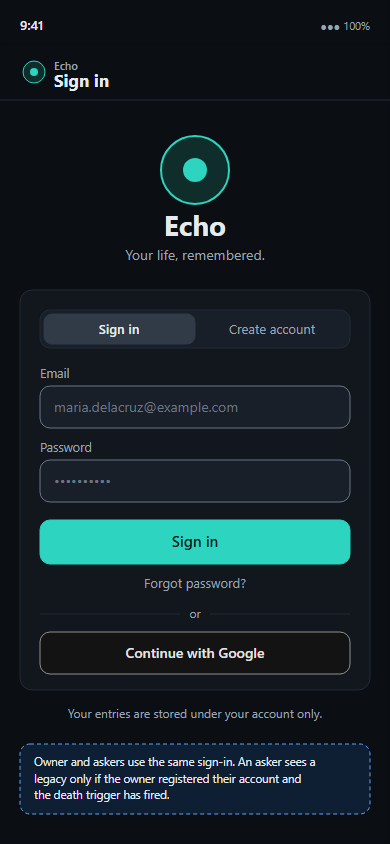 9:41
●●● 100%
Echo
Sign in
Echo
Your life, remembered.
Sign in
Create account
Email
maria.delacruz@example.com
Password
••••••••••
Sign in
Forgot password?
or
Continue with Google
Your entries are stored under your account only.
Owner and askers use the same sign-in. An asker sees a
legacy only if the owner registered their account and
the death trigger has fired.